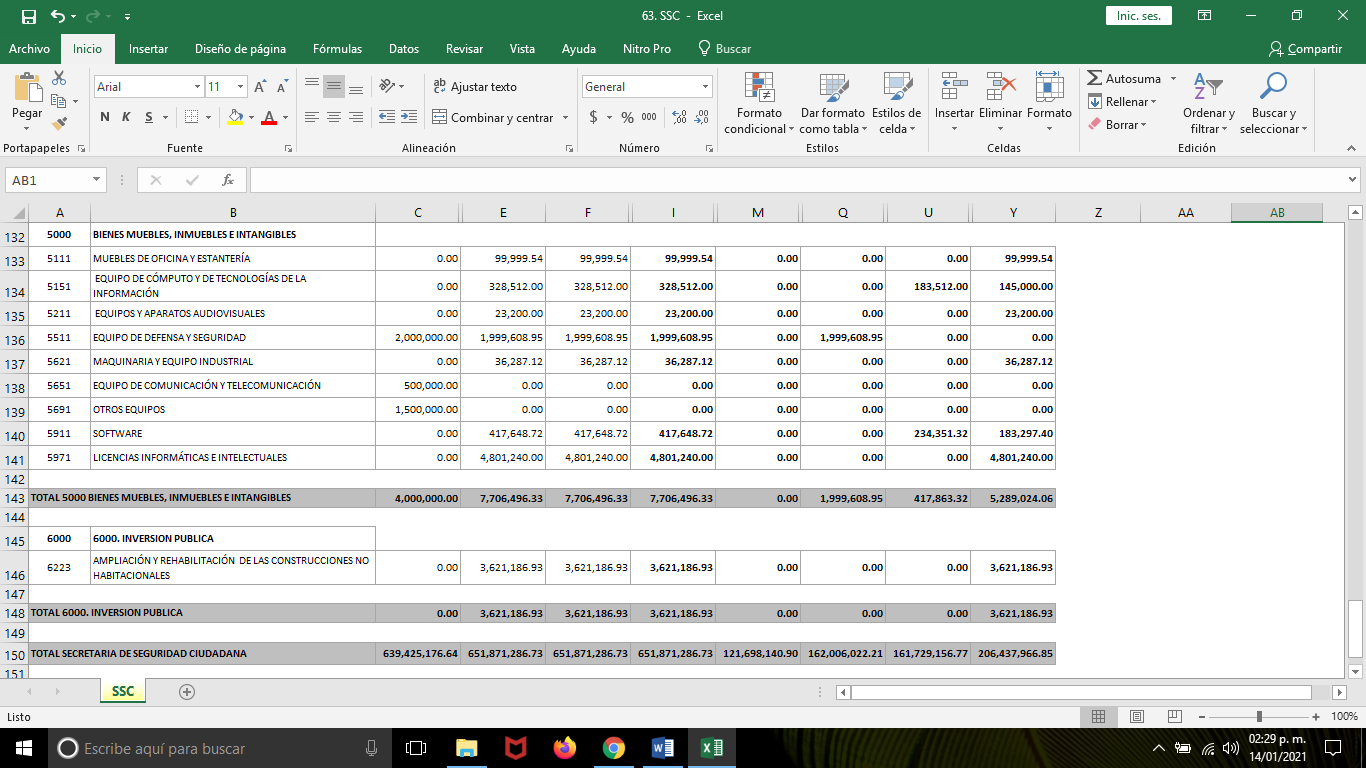 63. SSC - Excel
Inic. ses.
Archivo Inicio Insertar Diseño de página Fórmulas Datos Revisar Vista Ayuda Nitro Pro Buscar Compartir
Pegar
Arial 11
N K S
Ajustar texto
Combinar y centrar
General
$ % 000
Formato condicional
Dar formato como tabla
Estilos de celda
Insertar Eliminar Formato
Autosuma
Rellenar
Borrar
Ordenar y filtrar
Buscar y seleccionar
Portapapeles Fuente Alineación Número Estilos Celdas Edición
AB1 fx
A B C E F I M Q U Y Z AA AB
132 5000 BIENES MUEBLES, INMUEBLES E INTANGIBLES
133 5111 MUEBLES DE OFICINA Y ESTANTERÍA 0.00 99,999.54 99,999.54 99,999.54 0.00 0.00 0.00 99,999.54
134 5151 EQUIPO DE CÓMPUTO Y DE TECNOLOGÍAS DE LA INFORMACIÓN 0.00 328,512.00 328,512.00 328,512.00 0.00 0.00 183,512.00 145,000.00
135 5211 EQUIPOS Y APARATOS AUDIOVISUALES 0.00 23,200.00 23,200.00 23,200.00 0.00 0.00 0.00 23,200.00
136 5511 EQUIPO DE DEFENSA Y SEGURIDAD 2,000,000.00 1,999,608.95 1,999,608.95 1,999,608.95 0.00 1,999,608.95 0.00 0.00
137 5621 MAQUINARIA Y EQUIPO INDUSTRIAL 0.00 36,287.12 36,287.12 36,287.12 0.00 0.00 0.00 36,287.12
138 5651 EQUIPO DE COMUNICACIÓN Y TELECOMUNICACIÓN 500,000.00 0.00 0.00 0.00 0.00 0.00 0.00 0.00
139 5691 OTROS EQUIPOS 1,500,000.00 0.00 0.00 0.00 0.00 0.00 0.00 0.00
140 5911 SOFTWARE 0.00 417,648.72 417,648.72 417,648.72 0.00 0.00 234,351.32 183,297.40
141 5971 LICENCIAS INFORMÁTICAS E INTELECTUALES 0.00 4,801,240.00 4,801,240.00 4,801,240.00 0.00 0.00 0.00 4,801,240.00
142
143 TOTAL 5000 BIENES MUEBLES, INMUEBLES E INTANGIBLES 4,000,000.00 7,706,496.33 7,706,496.33 7,706,496.33 0.00 1,999,608.95 417,863.32 5,289,024.06
144
145 6000 6000. INVERSION PUBLICA
146 6223 AMPLIACIÓN Y REHABILITACIÓN DE LAS CONSTRUCCIONES NO HABITACIONALES 0.00 3,621,186.93 3,621,186.93 3,621,186.93 0.00 0.00 0.00 3,621,186.93
147
148 TOTAL 6000. INVERSION PUBLICA 0.00 3,621,186.93 3,621,186.93 3,621,186.93 0.00 0.00 0.00 3,621,186.93
149
150 TOTAL SECRETARIA DE SEGURIDAD CIUDADANA 639,425,176.64 651,871,286.73 651,871,286.73 651,871,286.73 121,698,140.90 162,006,022.21 161,729,156.77 206,437,966.85
151
SSC
Listo 100%
Escribe aquí para buscar
02:29 p. m.
14/01/2021